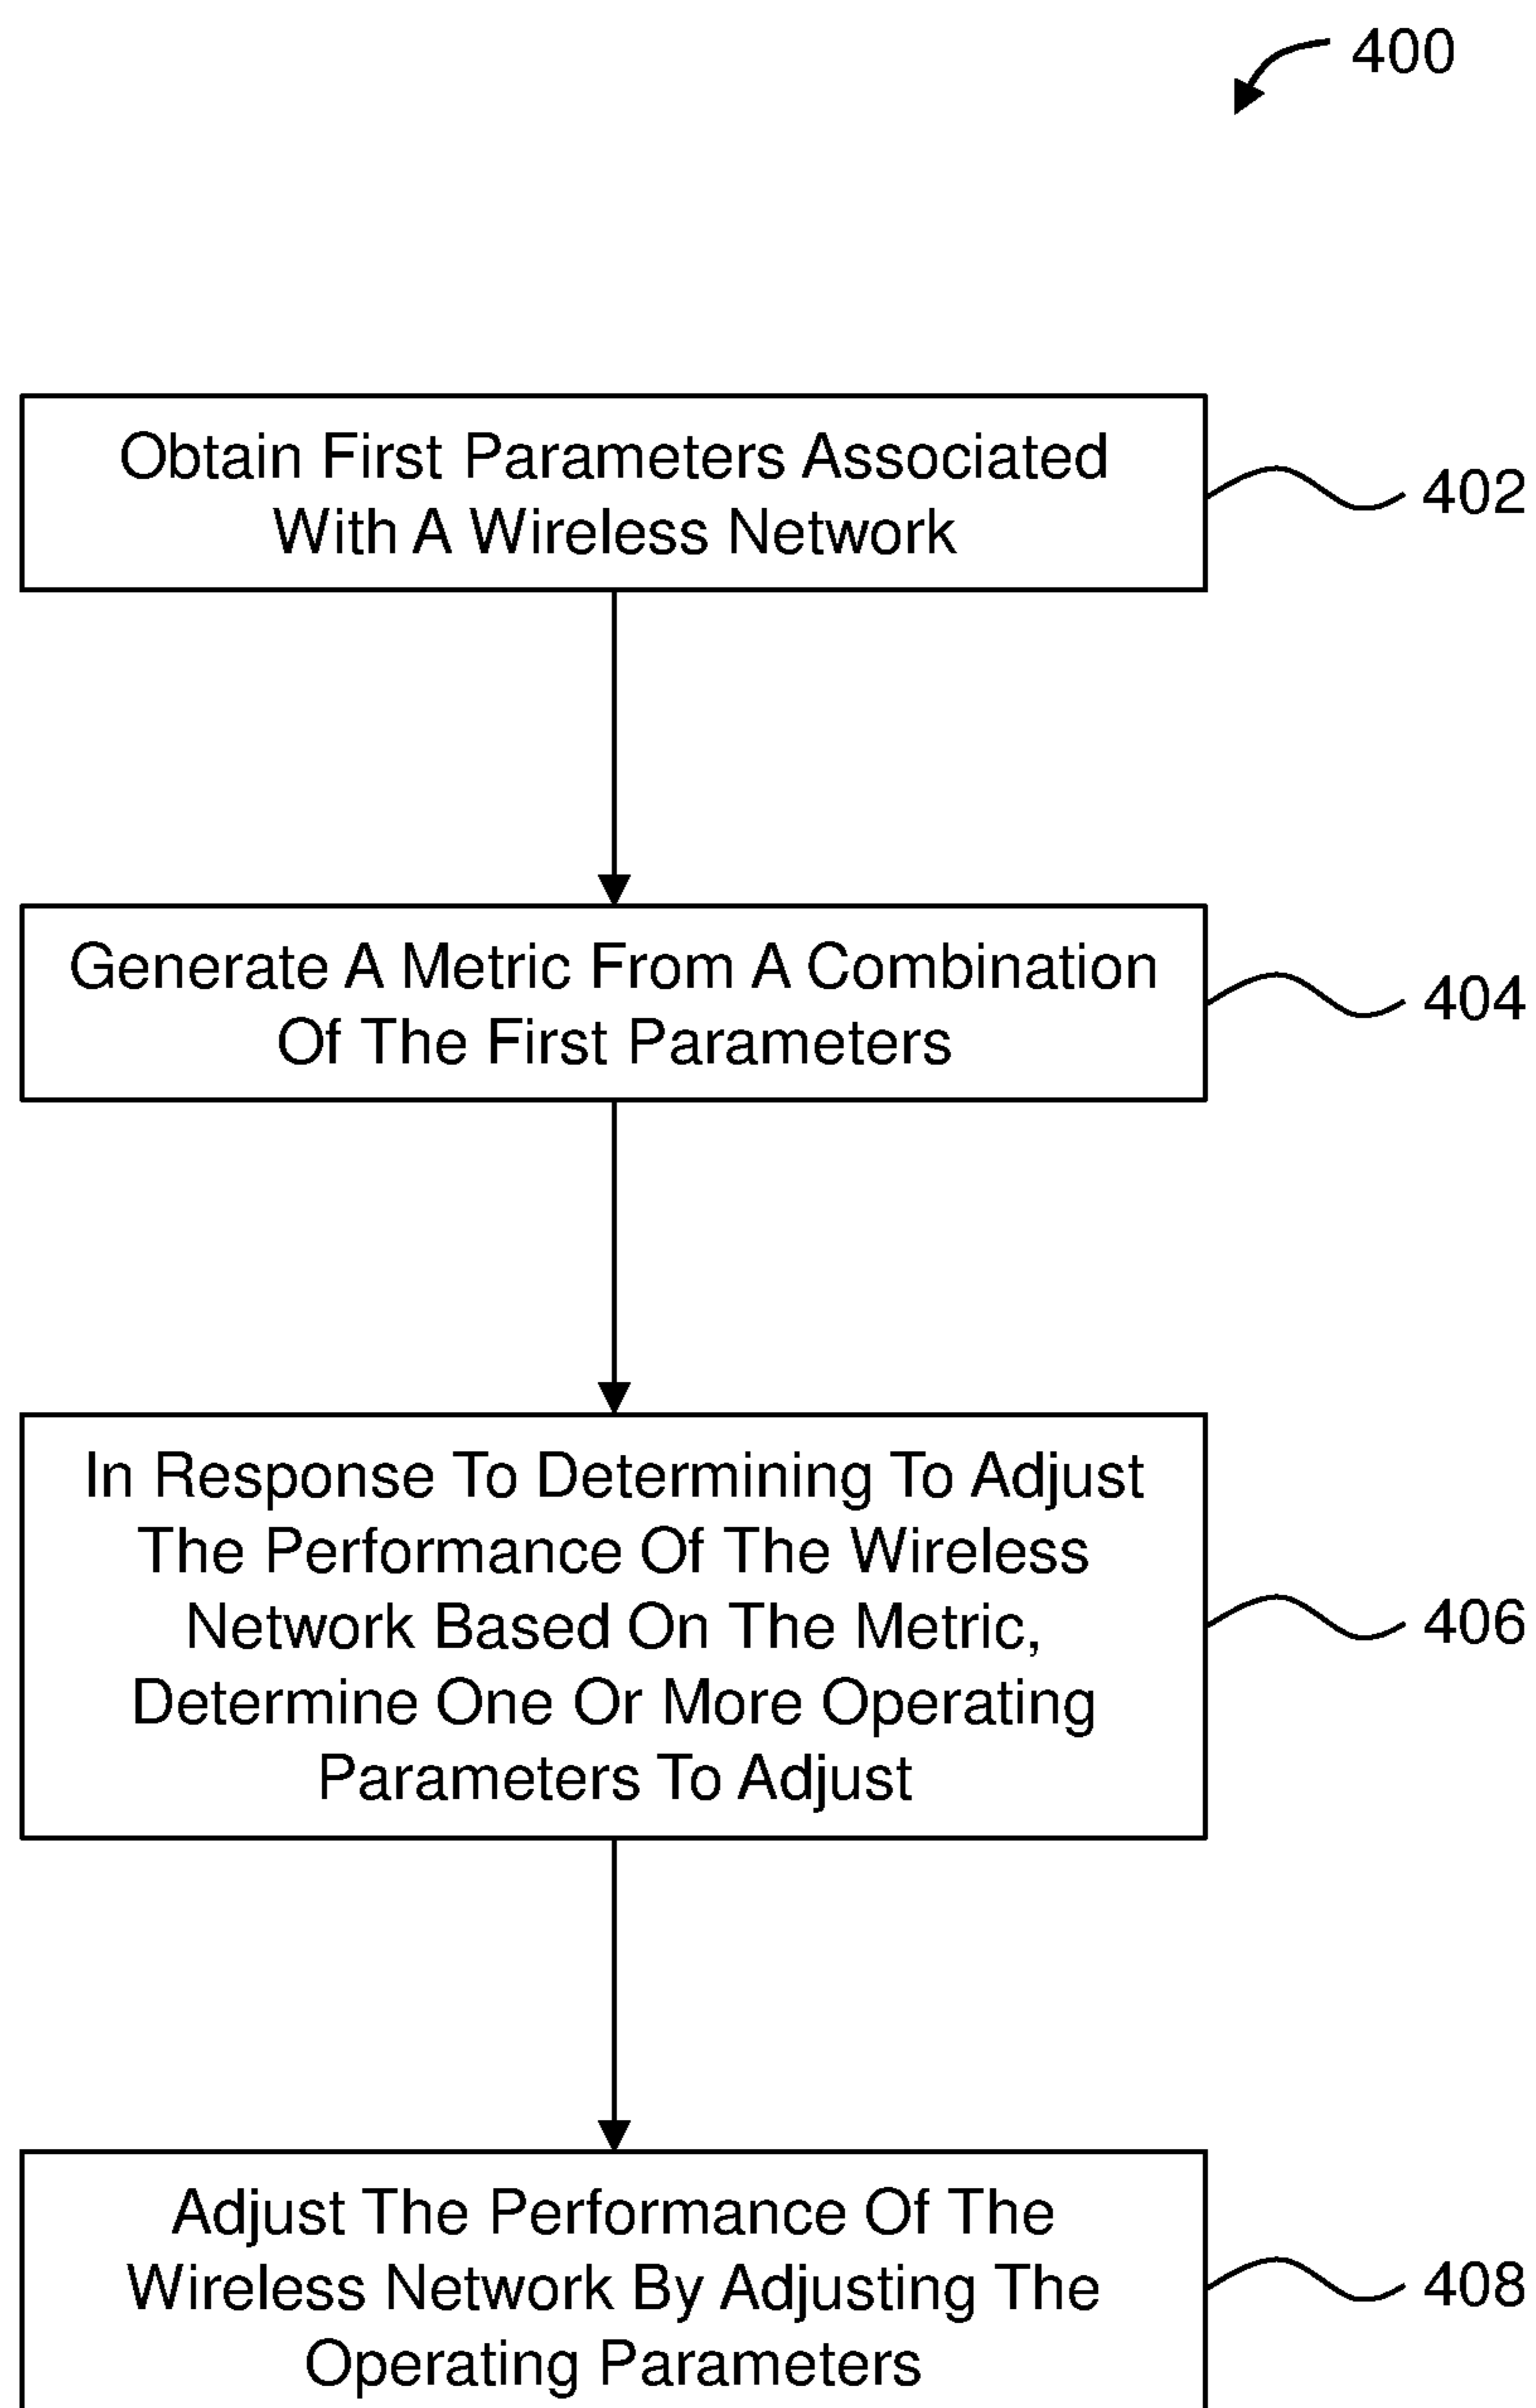 400
Obtain First Parameters Associated
With A Wireless Network
402
Generate A Metric From A Combination
Of The First Parameters
404
In Response To Determining To Adjust
The Performance Of The Wireless
Network Based On The Metric,
Determine One Or More Operating
Parameters To Adjust
406
Adjust The Performance Of The
Wireless Network By Adjusting The
Operating Parameters
408